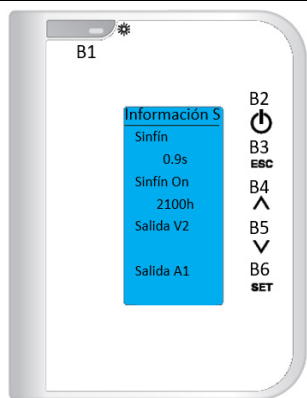 B1
Información S
Sinfín
0.9s
Sinfín On
2100h
Salida V2
Salida A1
B2
B3
ESC
B4
B5
B6
SET